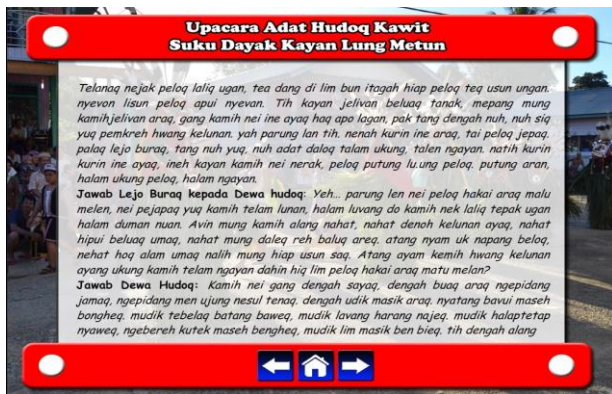 Upacara Adat Hudoq Kawit
Suku Dayak Kayan Lung Metun
Telanaq nejak peloq laliq ugan, tea dang di lim bun itagah hiap peloq teq usun ungan.
nyevon lisun peloq apui nyevan. Tih kayan jelivan beluaq tanak, mepang mung
kamihjelivan araq, gang kamih nei ine ayaq haq apo lagan, pak tang dengah nuh, nuh siq
yuq pemkreh hwang kelunan. yah parung lan tih. nenah kurin ine araq, tai peloq jepaq.
palaq lejo buraq, tang nuh yuq, nuh adat daloq talam ukung, talen ngayan. natih kurin
kurin ine ayaq, ineh kayan kamih nei nerak, peloq putung lu.ung peloq. putung aran,
halam ukung peloq, halam ngayan.
Jawab Lejo Buraq kepada Dewa hudoq: Yeh... parung len nei peloq hakai araq malu
melen, nei pejapaq yuq kamih telam lunan, halam luvang do kamih nek laliq tepak ugan
halam duman nuan. Avin mung kamih alang nahat, nahat denoh kelunan ayaq, nahat
hipui beluaq umaq, nahat mung daleq reh baluq areq. atang nyam uk napang beloq,
nehat hoq alam umaq nalih mung hiap usun saq. Atang ayam kemih hwang kelunan
ayang ukung kamih telam ngayan dahin hiq lim peloq hakai araq matu melan?
Jawab Dewa Hudoq: Kamih nei gang dengah sayaq, dengah buaq araq ngepidang
jamaq, ngepidang men ujung nesul tenaq. dengah udik masik araq. nyatang bavui maseh
bongheq. mudik tebelaq batang baweq, mudik lavang harang najeq. mudik halaptetap
nyaweq, ngebereh kutek maseh bengheq, mudik lim masik ben bieq. tih dengah alang